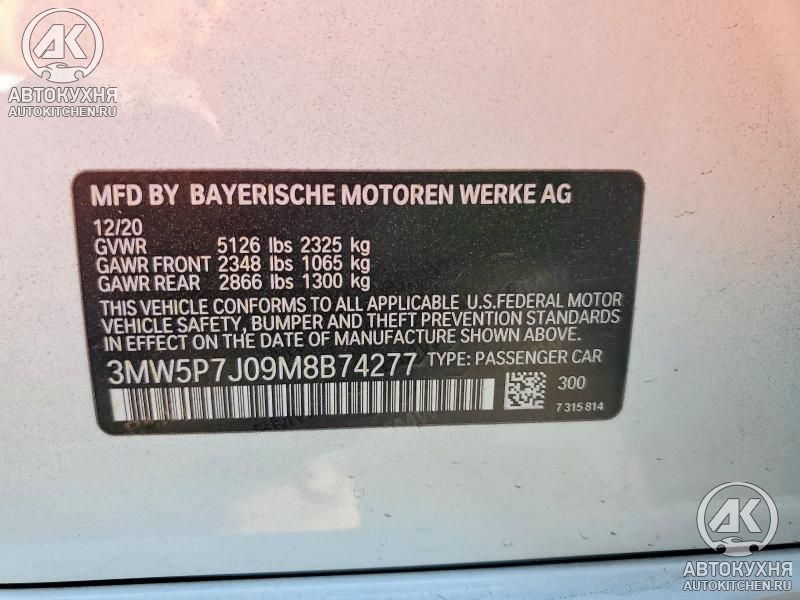 АК
АВТОКУХНЯ
AUTOKITCHEN.RU
MFD BY BAYERISCHE MOTOREN WERKE AG
12/20
GVWR 5126 lbs 2325 kg
GAWR FRONT 2348 lbs 1065 kg
GAWR REAR 2866 lbs 1300 kg
THIS VEHICLE CONFORMS TO ALL APPLICABLE U.S.FEDERAL MOTOR
VEHICLE SAFETY, BUMPER AND THEFT PREVENTION STANDARDS
IN EFFECT ON THE DATE OF MANUFACTURE SHOWN ABOVE.
3MW5P7J09M8B74277 TYPE: PASSENGER CAR
300
7 315 814
АК
АВТОКУХНЯ
AUTOKITCHEN.RU